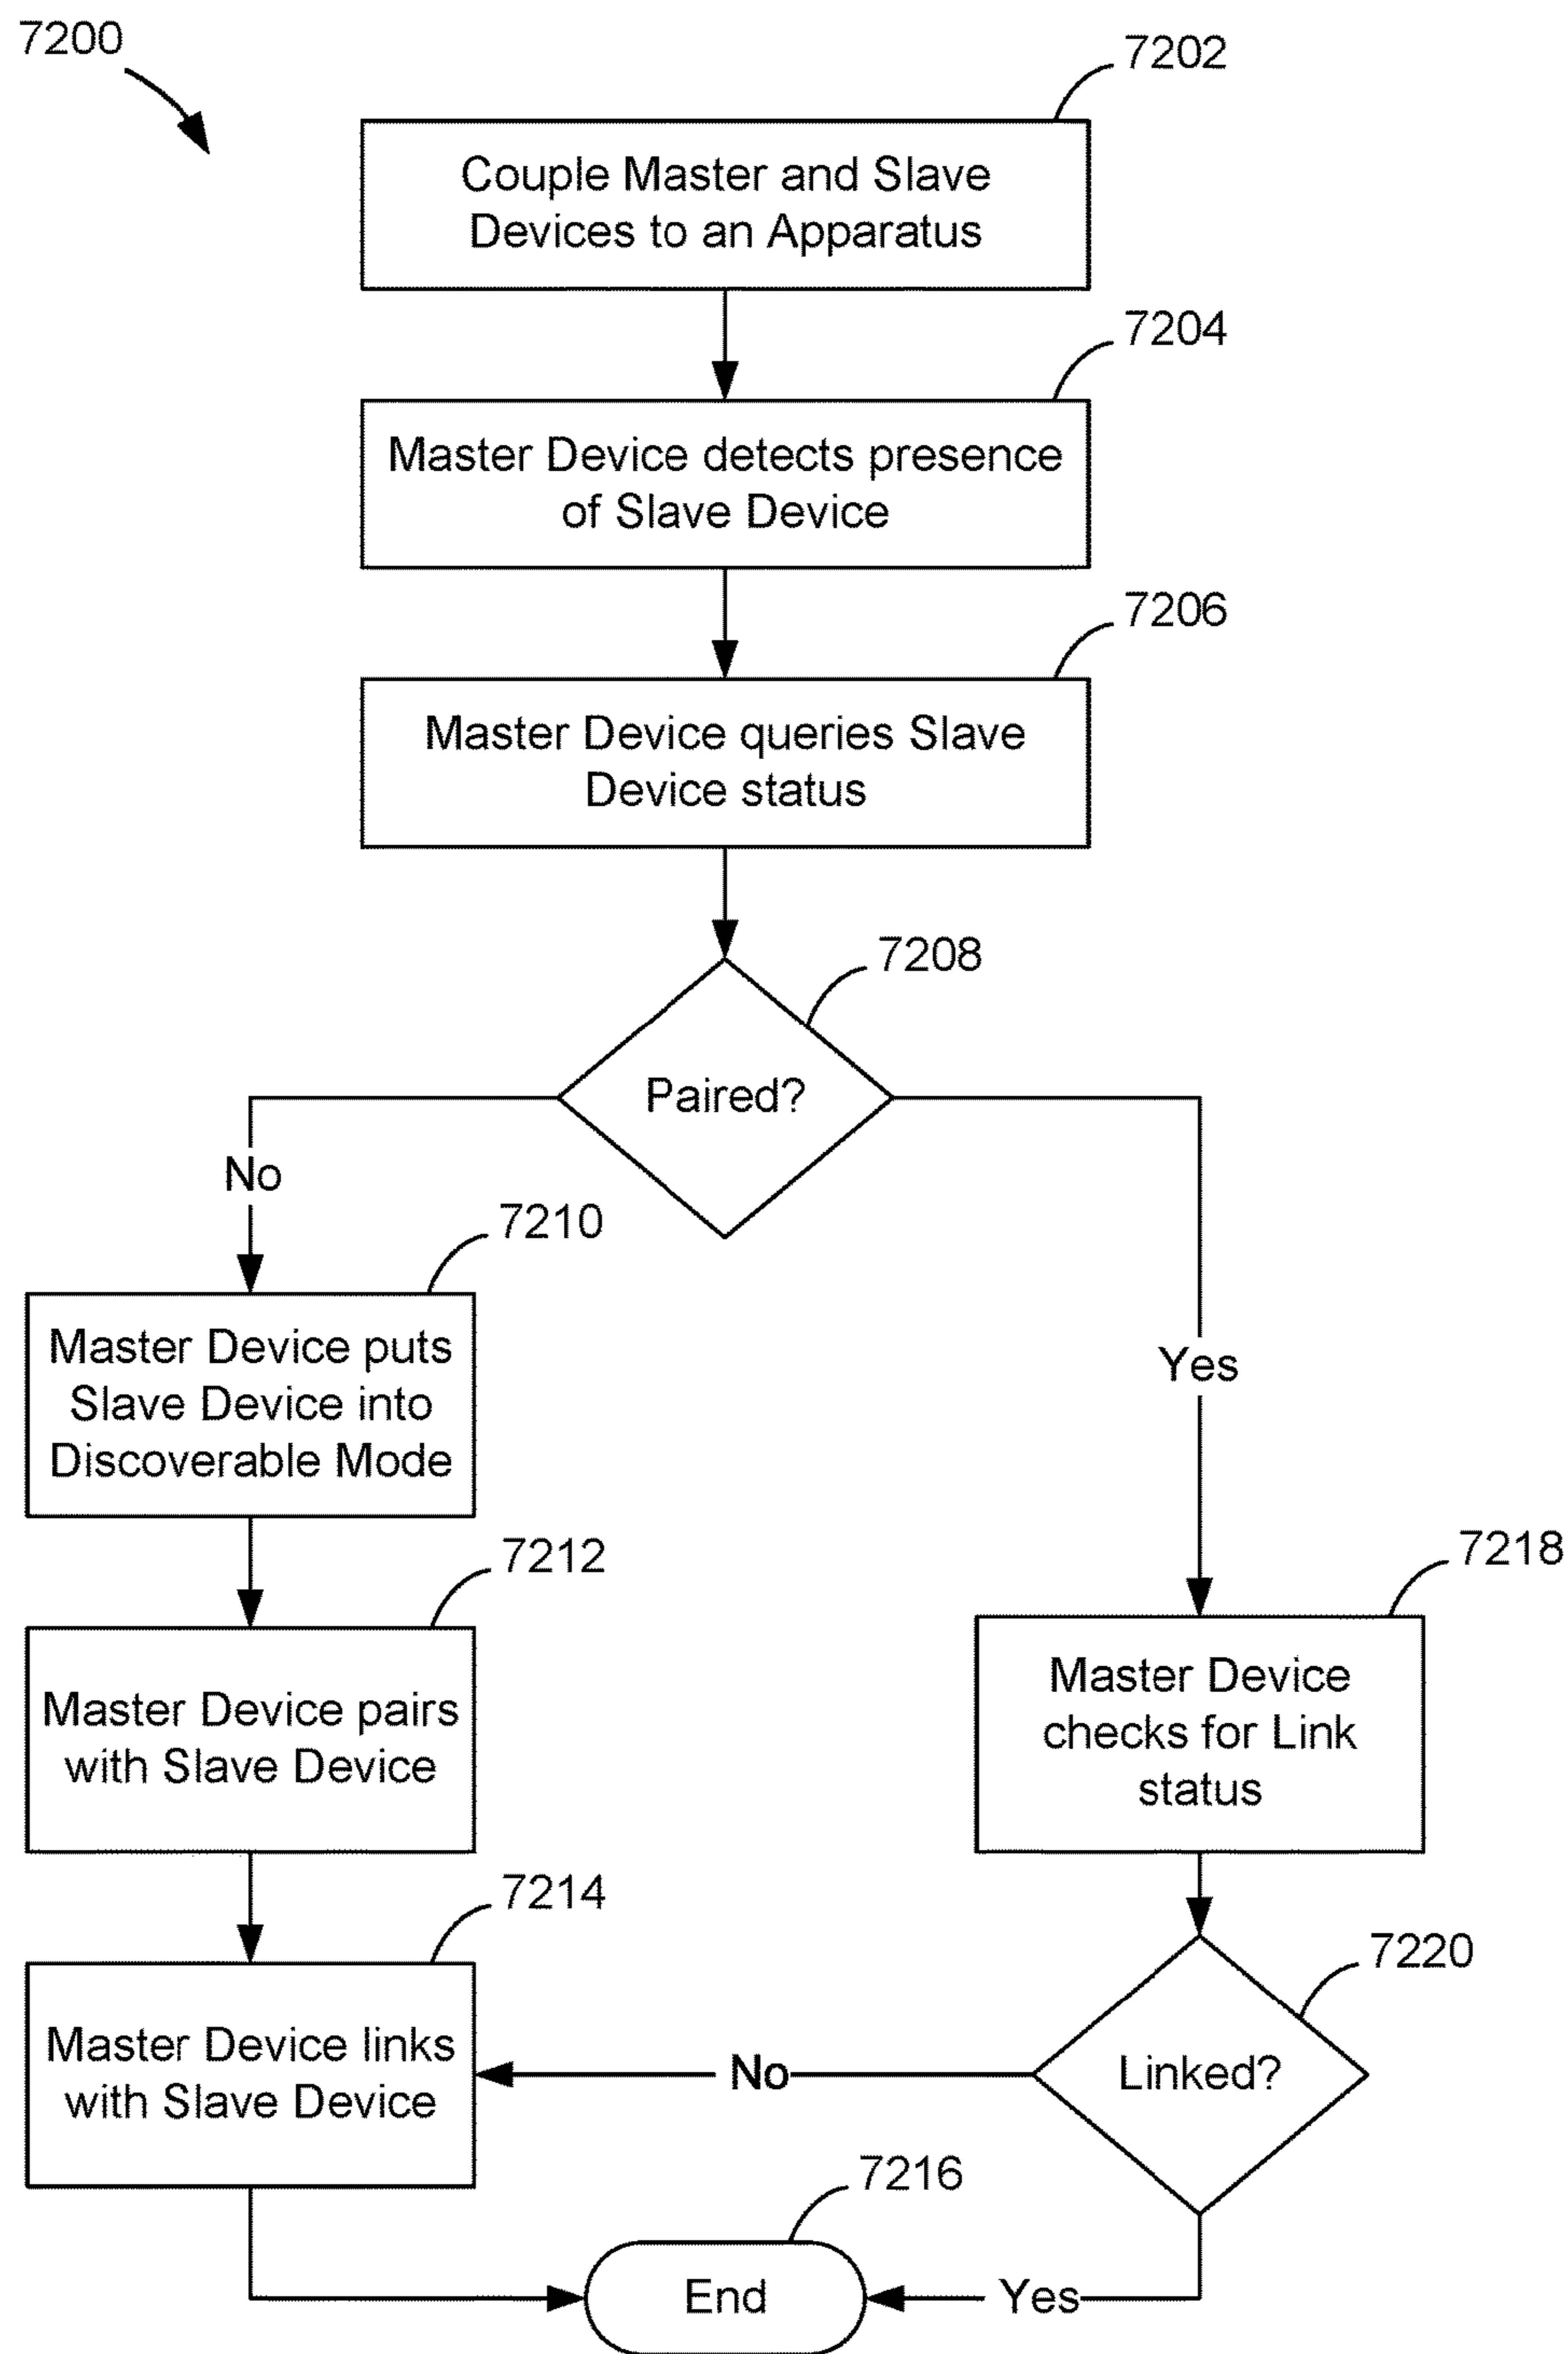 7200
7202
Couple Master and Slave
Devices to an Apparatus
7204
Master Device detects presence
of Slave Device
7206
Master Device queries Slave
Device status
7208
Paired?
No
Yes
7210
Master Device puts
Slave Device into
Discoverable Mode
7212
Master Device pairs
with Slave Device
7218
Master Device
checks for Link
status
7214
Master Device links
with Slave Device
7220
Linked?
No
7216
End
Yes